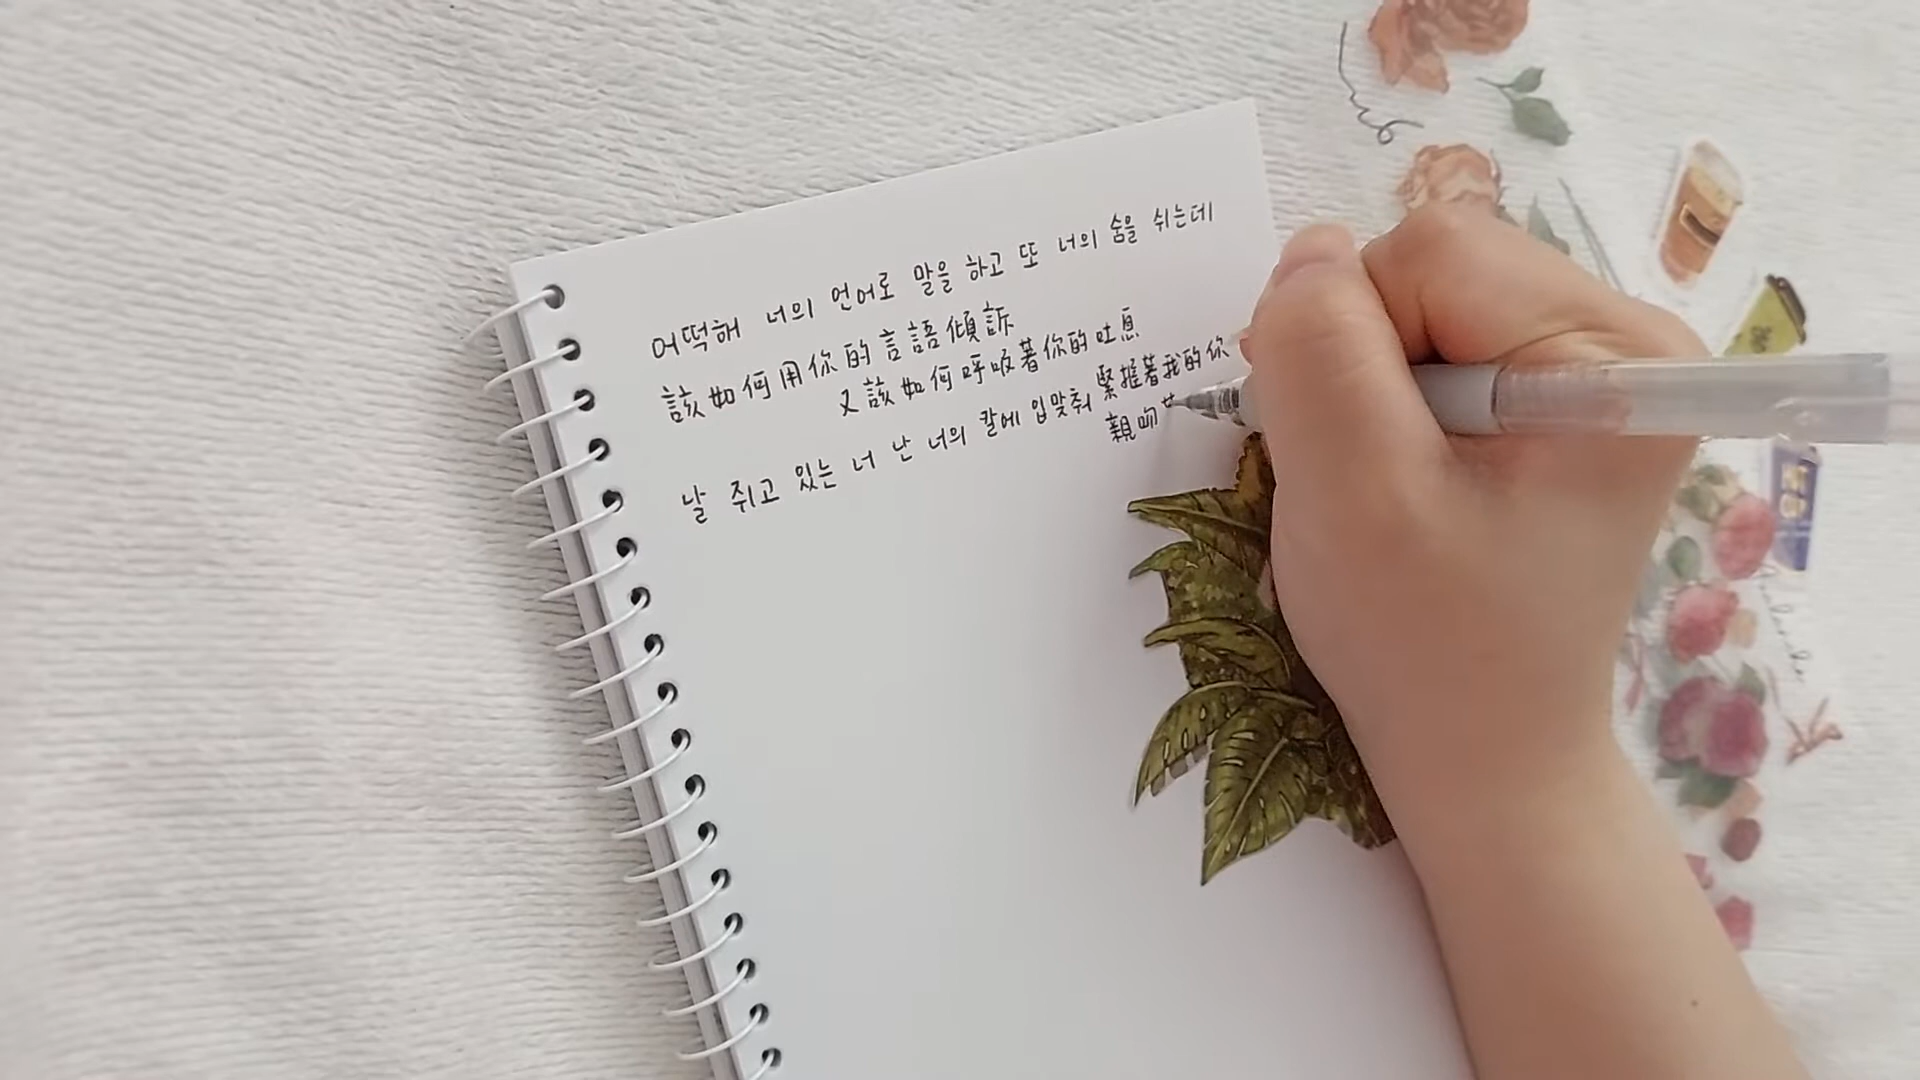 어떡해 너의 언어로 말을 하고 또 너의 숨을 쉬는데
該如何用你的言語傾訴
又該如何呼吸著你的吐息
날 쥐고 있는 너 난 너의 칼에 입맞춰
緊握著我的你
親吻